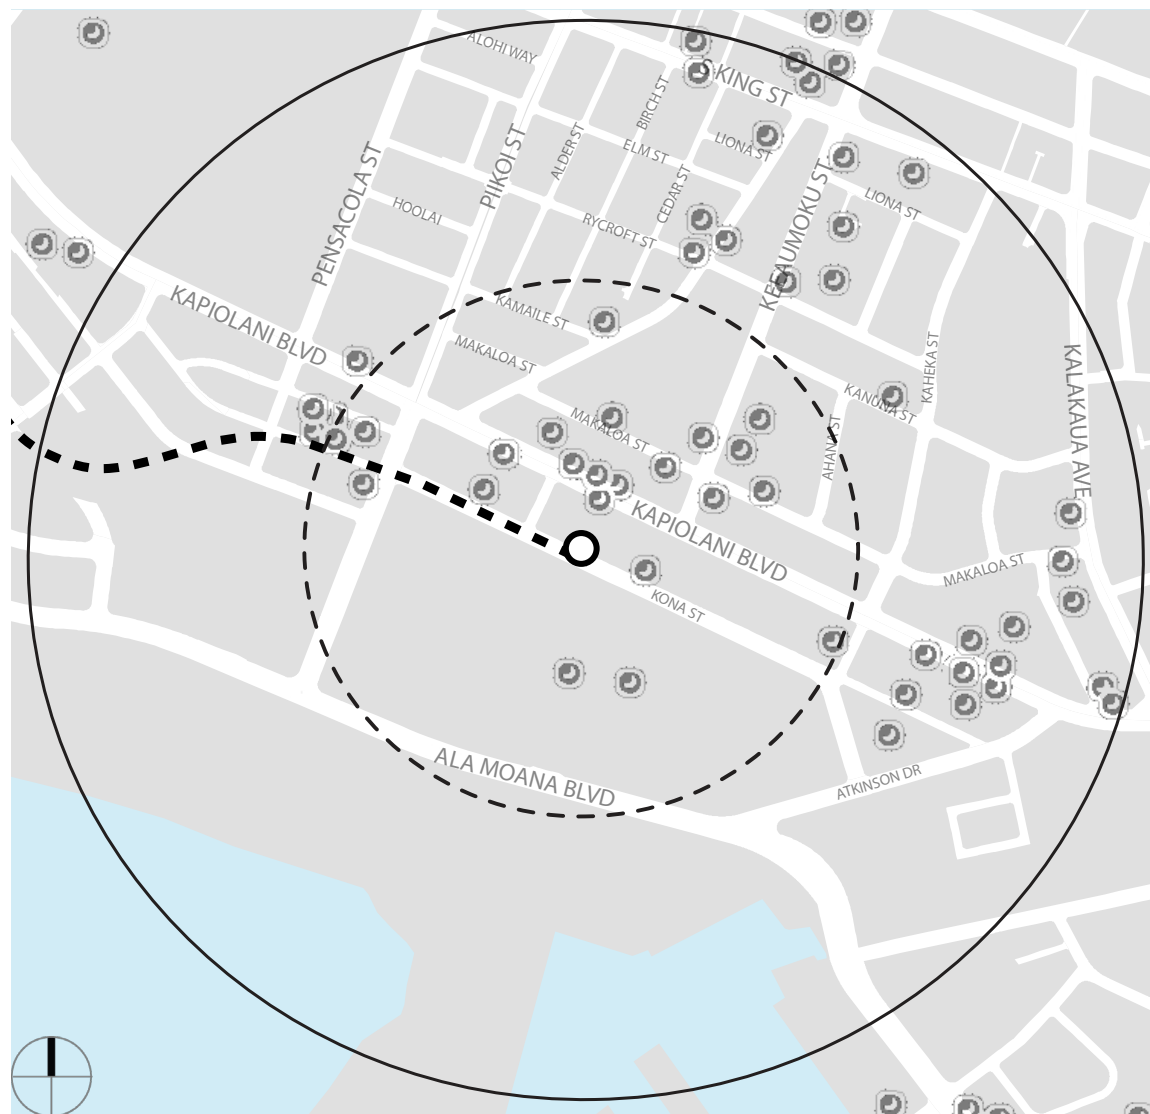 ALOHI WAY
S KING ST
BIRCH ST
LIONA ST
ELM ST
ALDER ST
PIIKOI ST
PENSACOLA ST
CEDAR ST
LIONA ST
HOOLAI
RYCROFT ST
KEEAUMOKU ST
KAPIOLANI BLVD
KAMAILE ST
MAKALOA ST
KAHEKA ST
KALAKAUA AVE
KANUNU ST
MAKALOA ST
AHANA ST
KAPIOLANI BLVD
MAKALOA ST
KONA ST
ALA MOANA BLVD
ATKINSON DR